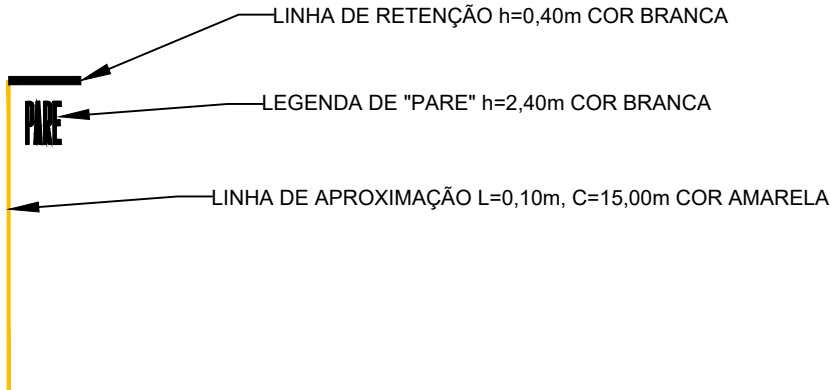 LINHA DE RETENÇÃO h=0,40m COR BRANCA
PARE
LEGENDA DE "PARE" h=2,40m COR BRANCA
LINHA DE APROXIMAÇÃO L=0,10m, C=15,00m COR AMARELA